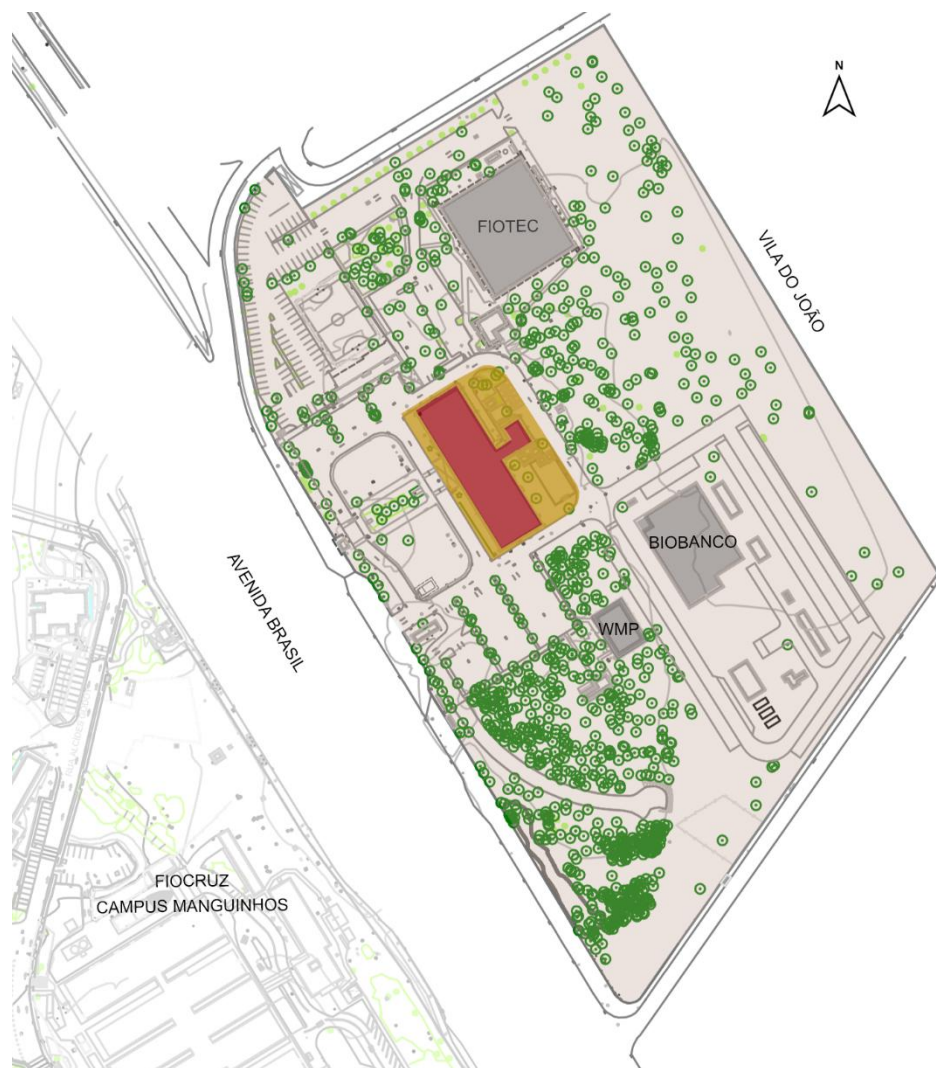 N
FIOTEC
VILA DO JOÃO
BIOBANCO
WMP
AVENIDA BRASIL
FIOCRUZ
CAMPUS MANGUINHOS